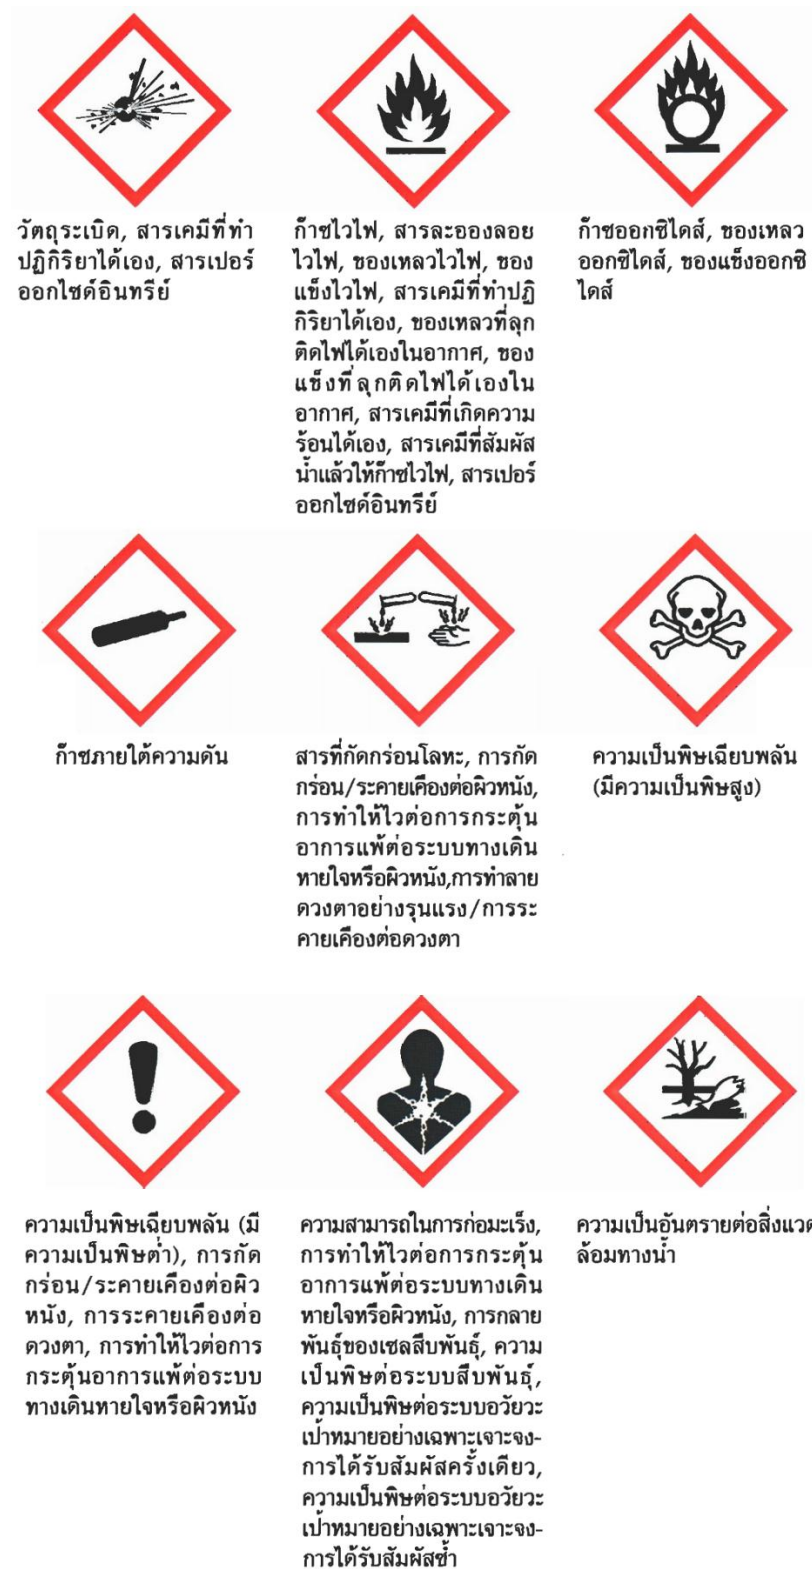 วัตถุระเบิด, สารเคมีที่ทำ
ปฏิกิริยาได้เอง, สารเปอร์
ออกไซด์อินทรีย์
ก๊าซไวไฟ, สารละอองลอย
ไวไฟ, ของเหลวไวไฟ, ของ
แข็งไวไฟ, สารเคมีที่ทำปฏิ
กิริยาได้เอง, ของเหลวที่ลุก
ติดไฟได้เองในอากาศ, ของ
แข็งที่ลุกติดไฟได้เองใน
อากาศ, สารเคมีที่เกิดความ
ร้อนได้เอง, สารเคมีที่สัมผัส
น้ำแล้วให้ก๊าซไวไฟ, สารเปอร์
ออกไซด์อินทรีย์
ก๊าซออกซิไดส์, ของเหลว
ออกซิไดส์, ของแข็งออกซิ
ไดส์
ก๊าซภายใต้ความดัน
สารที่กัดกร่อนโลหะ, การกัด
กร่อน/ระคายเคืองต่อผิวหนัง,
การทำให้ไวต่อการกระตุ้น
อาการแพ้ต่อระบบทางเดิน
หายใจหรือผิวหนัง,การทำลาย
ดวงตาอย่างรุนแรง/การระ
คายเคืองต่อดวงตา
ความเป็นพิษเฉียบพลัน
(มีความเป็นพิษสูง)
ความเป็นพิษเฉียบพลัน (มี
ความเป็นพิษต่ำ), การกัด
กร่อน/ระคายเคืองต่อผิว
หนัง, การระคายเคืองต่อ
ดวงตา, การทำให้ไวต่อการ
กระตุ้นอาการแพ้ต่อระบบ
ทางเดินหายใจหรือผิวหนัง
ความสามารถในการก่อมะเร็ง,
การทำให้ไวต่อการกระตุ้น
อาการแพ้ต่อระบบทางเดิน
หายใจหรือผิวหนัง, การกลาย
พันธุ์ของเซลสืบพันธุ์, ความ
เป็นพิษต่อระบบสืบพันธุ์,
ความเป็นพิษต่อระบบอวัยวะ
เป้าหมายอย่างเฉพาะเจาะจง-
การได้รับสัมผัสครั้งเดียว,
ความเป็นพิษต่อระบบอวัยวะ
เป้าหมายอย่างเฉพาะเจาะจง-
การได้รับสัมผัสซ้ำ
ความเป็นอันตรายต่อสิ่งแวด
ล้อมทางน้ำ